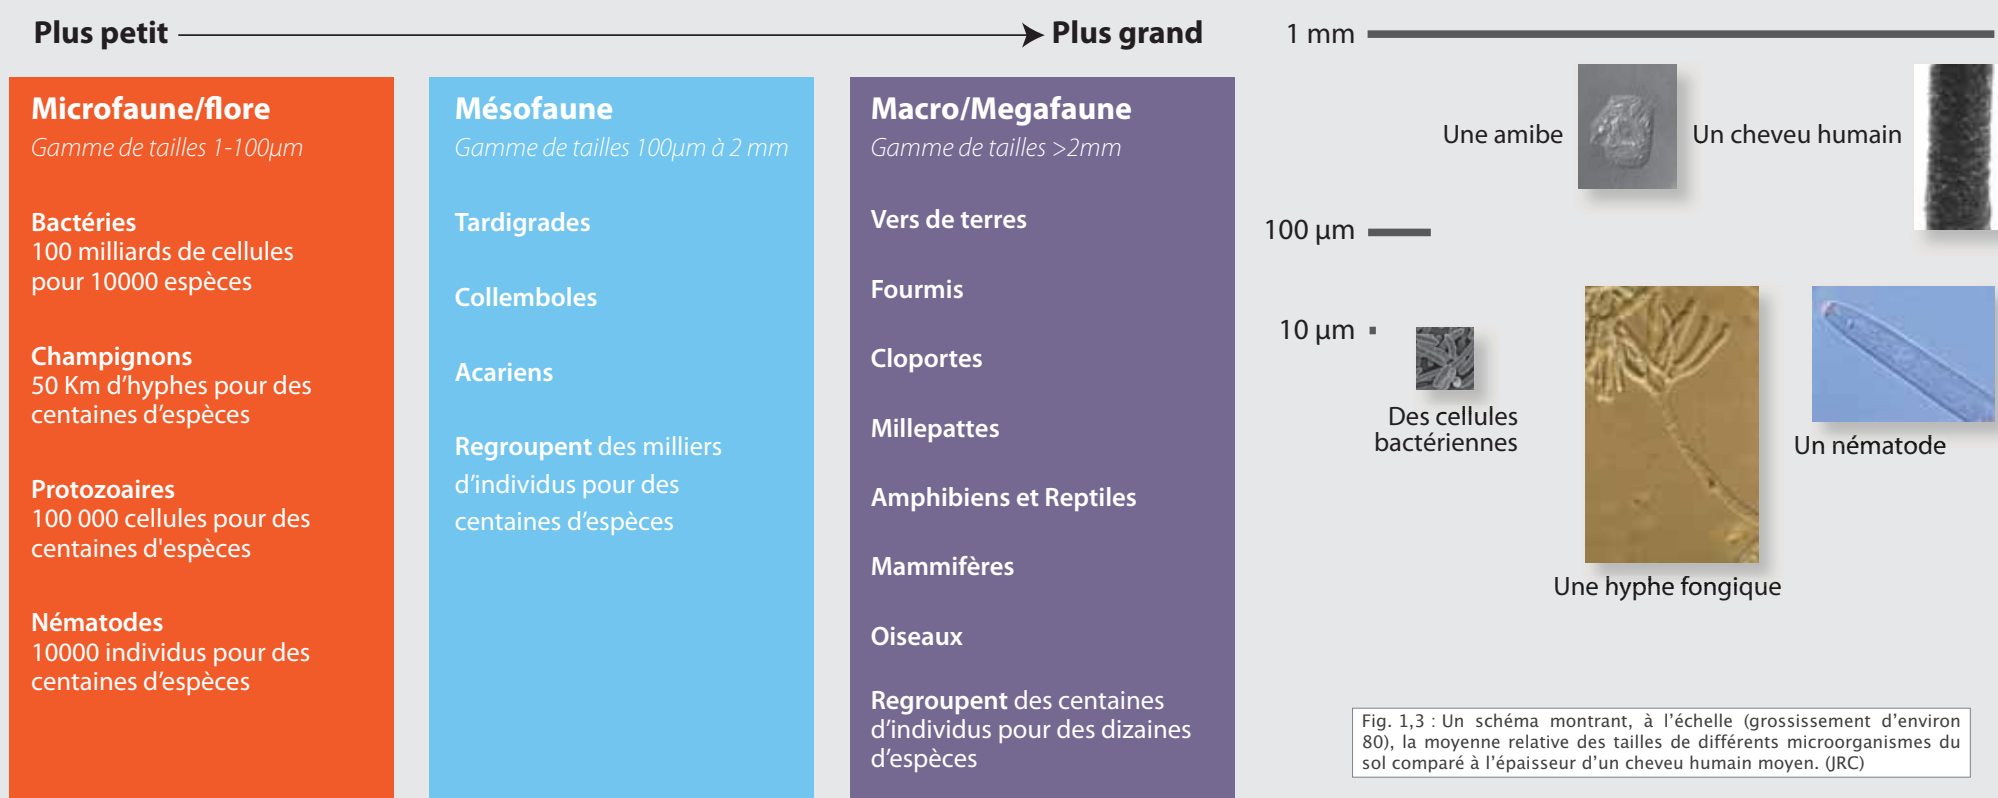 Plus petit
Plus grand
Microfaune/flore
Gamme de tailles 1-100µm
Bactéries
100 milliards de cellules
pour 10000 espèces
Champignons
50 Km d'hyphes pour des
centaines d'espèces
Protozoaires
100 000 cellules pour des
centaines d'espèces
Nématodes
10000 individus pour des
centaines d'espèces
Mésofaune
Gamme de tailles 100µm à 2 mm
Tardigrades
Collemboles
Acariens
Regroupent des milliers
d'individus pour des
centaines d'espèces
Macro/Megafaune
Gamme de tailles >2mm
Vers de terres
Fourmis
Cloportes
Millepattes
Amphibiens et Reptiles
Mammifères
Oiseaux
Regroupent des centaines
d'individus pour des dizaines
d'espèces
1 mm
Une amibe
Un cheveu humain
100 µm
10 µm
Des cellules
bactériennes
Une hyphe fongique
Un nématode
Fig. 1,3 : Un schéma montrant, à l'échelle (grossissement d'environ
80), la moyenne relative des tailles de différents microorganismes du
sol comparé à l'épaisseur d'un cheveu humain moyen. (JRC)